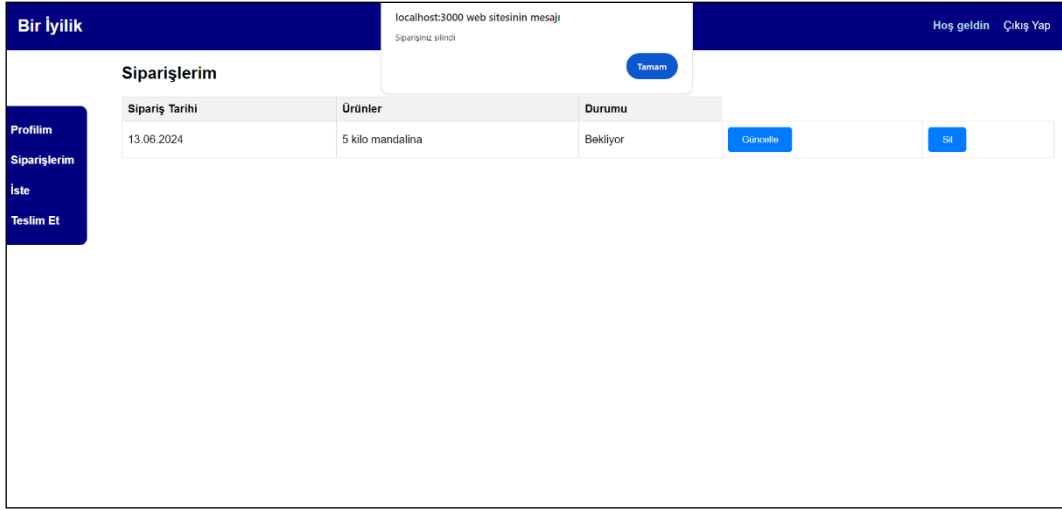 Bir İyilik
localhost:3000 web sitesinin mesajı
Siparişiniz silindi
Tamam
Hoş geldin Çıkış Yap
Siparişlerim
Profilim
Siparişlerim
İste
Teslim Et
Sipariş Tarihi Ürünler Durumu
13.06.2024 5 kilo mandalina Bekliyor Güncelle Sil